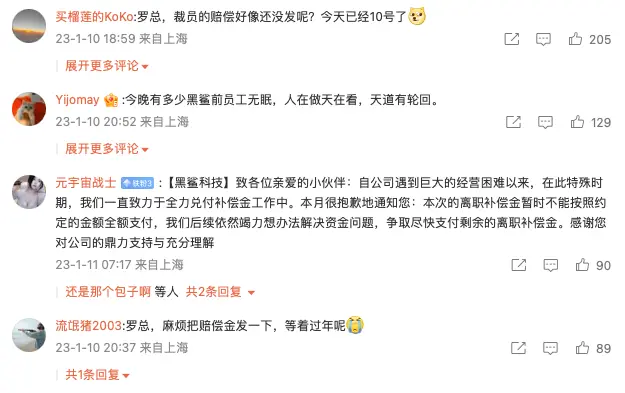 买榴莲的KoKo:罗总，裁员的赔偿好像还没发呢？今天已经10号了
23-1-10 18:59 来自上海
205
展开更多评论
Yijomay :今晚有多少黑鲨前员工无眠，人在做天在看，天道有轮回。
23-1-10 20:52 来自上海
129
展开更多评论
元宇宙战士 铁粉3 :【黑鲨科技】致各位亲爱的小伙伴：自公司遇到巨大的经营困难以来，在此特殊时
期，我们一直致力于全力兑付补偿金工作中。本月很抱歉地通知您：本次的离职补偿金暂时不能按照约
定的金额全额支付，我们后续依然竭力想办法解决资金问题，争取尽快支付剩余的离职补偿金。感谢您
对公司的鼎力支持与充分理解
23-1-11 07:17 来自上海
90
还是那个包子啊 等人 共2条回复
流氓猪2003:罗总，麻烦把赔偿金发一下，等着过年呢
23-1-10 20:37 来自上海
89
共1条回复